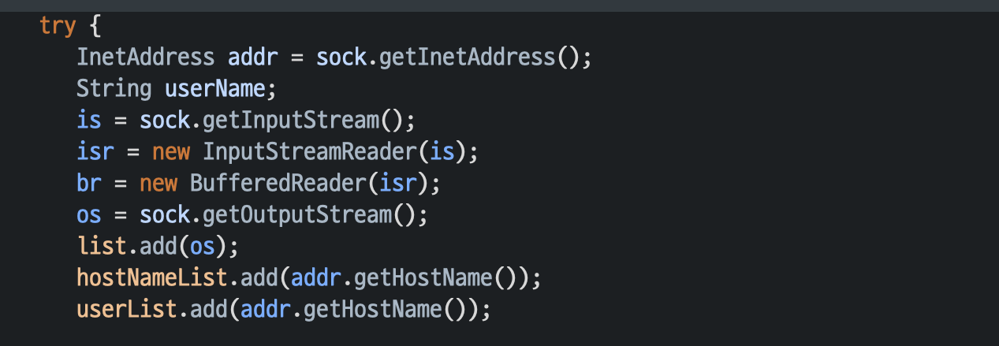 try {
InetAddress addr = sock.getInetAddress();
String userName;
is = sock.getInputStream();
isr = new InputStreamReader(is);
br = new BufferedReader(isr);
os = sock.getOutputStream();
list.add(os);
hostNameList.add(addr.getHostName());
userList.add(addr.getHostName());